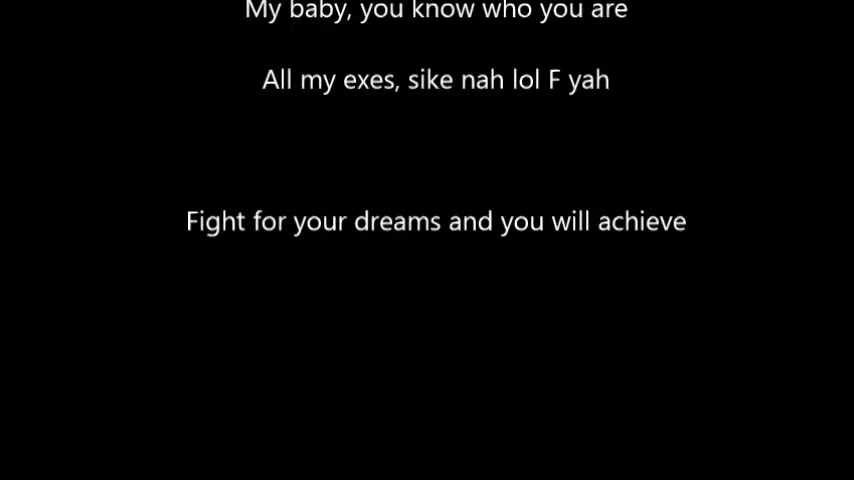 My baby, you know who you are
All my exes, sike nah lol F yah
Fight for your dreams and you will achieve